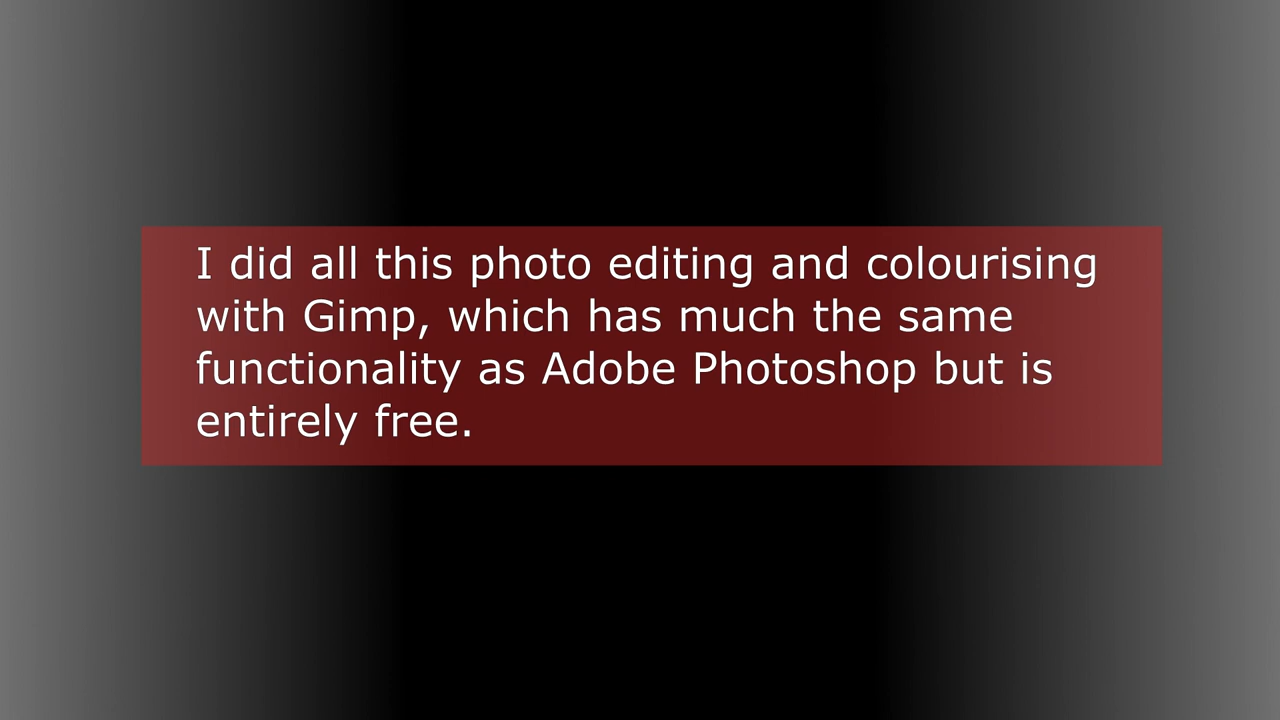 I did all this photo editing and colourising
with Gimp, which has much the same
functionality as Adobe Photoshop but is
entirely free.